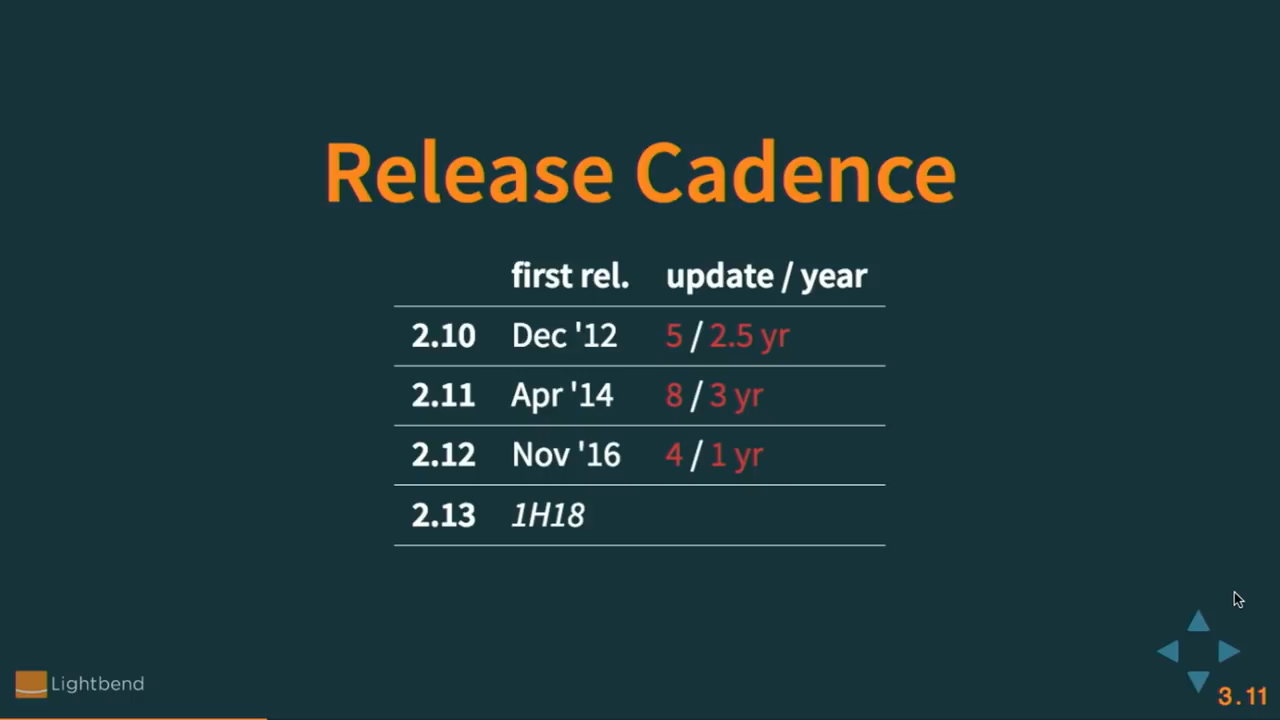 Release Cadence
first rel. update / year
2.10 Dec '12 5 / 2.5 yr
2.11 Apr '14 8 / 3 yr
2.12 Nov '16 4 / 1 yr
2.13 1H18
Lightbend
3.11